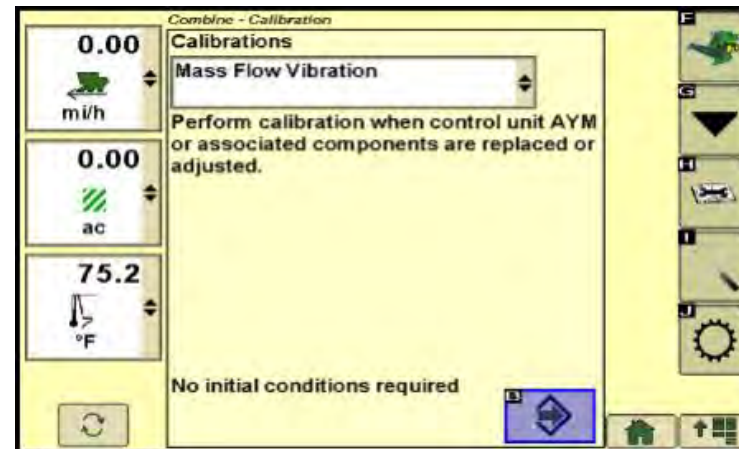 Combine - Calibration
Calibrations
Mass Flow Vibration
Perform calibration when control unit AYM
or associated components are replaced or
adjusted.
No initial conditions required
0.00
mi/h
0.00
ac
75.2
°F
F
G
H
I
J